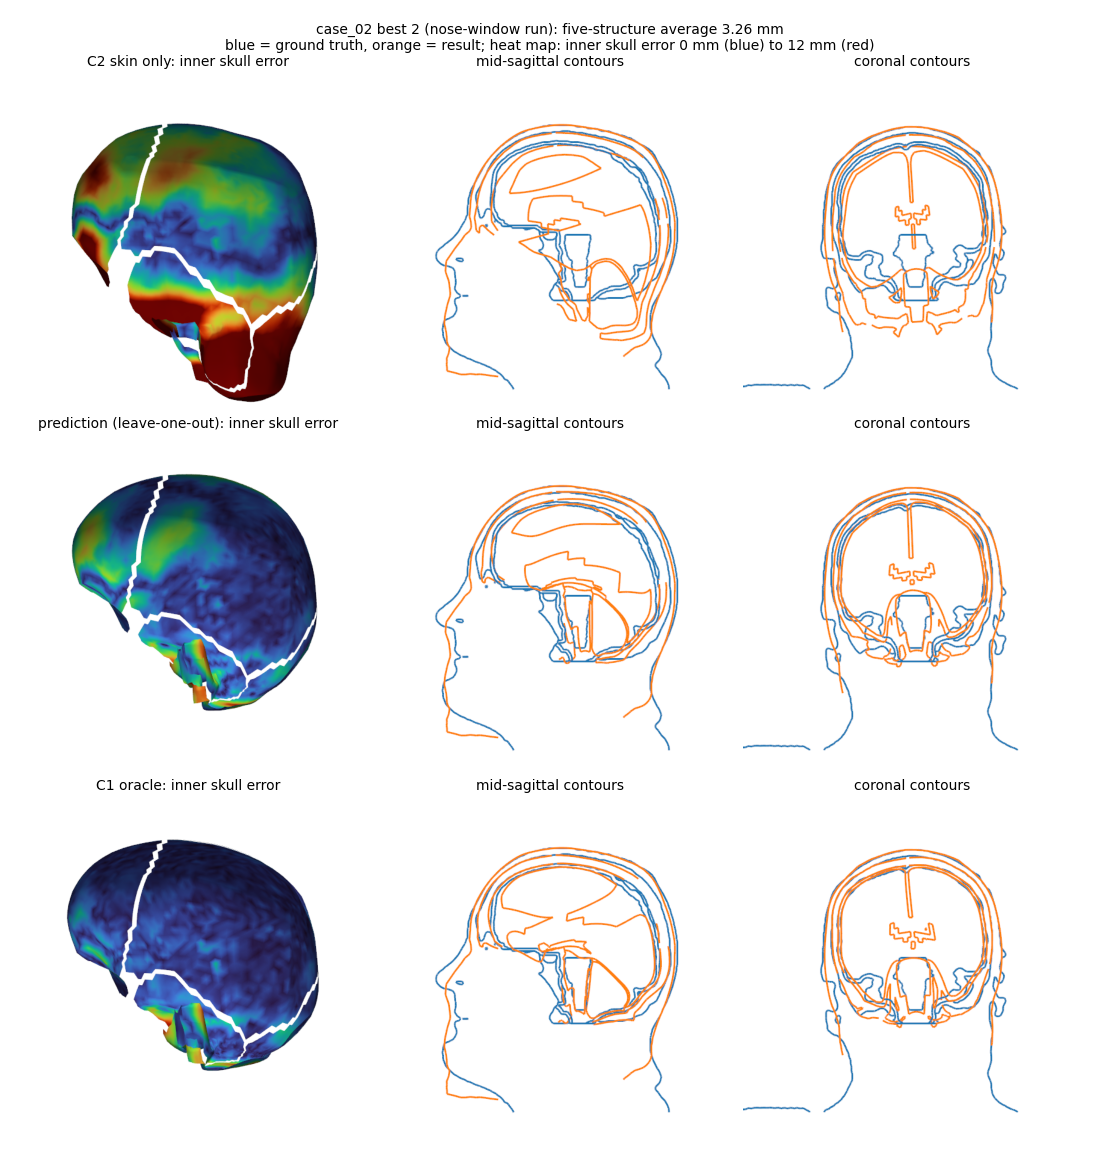 case_02 best 2 (nose-window run): five-structure average 3.26 mm
blue = ground truth, orange = result; heat map: inner skull error 0 mm (blue) to 12 mm (red)
C2 skin only: inner skull error
mid-sagittal contours
coronal contours
prediction (leave-one-out): inner skull error
mid-sagittal contours
coronal contours
C1 oracle: inner skull error
mid-sagittal contours
coronal contours